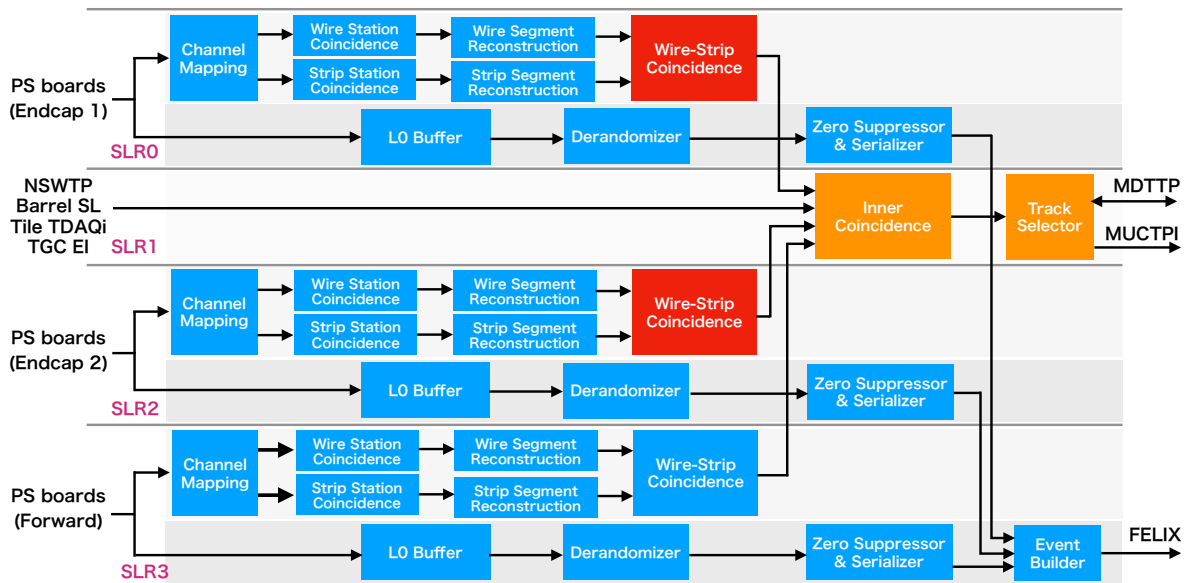 PS boards
(Endcap 1)
SLR0
Channel
Mapping
Wire Station
Coincidence
Wire Segment
Reconstruction
Strip Station
Coincidence
Strip Segment
Reconstruction
Wire-Strip
Coincidence
L0 Buffer
Derandomizer
Zero Suppressor
& Serializer
NSWTP
Barrel SL
Tile TDAQi
TGC EI
SLR1
Inner
Coincidence
Track
Selector
MDTTP
MUCTPI
PS boards
(Endcap 2)
SLR2
Channel
Mapping
Wire Station
Coincidence
Wire Segment
Reconstruction
Strip Station
Coincidence
Strip Segment
Reconstruction
Wire-Strip
Coincidence
L0 Buffer
Derandomizer
Zero Suppressor
& Serializer
PS boards
(Forward)
SLR3
Channel
Mapping
Wire Station
Coincidence
Wire Segment
Reconstruction
Strip Station
Coincidence
Strip Segment
Reconstruction
Wire-Strip
Coincidence
L0 Buffer
Derandomizer
Zero Suppressor
& Serializer
Event
Builder
FELIX